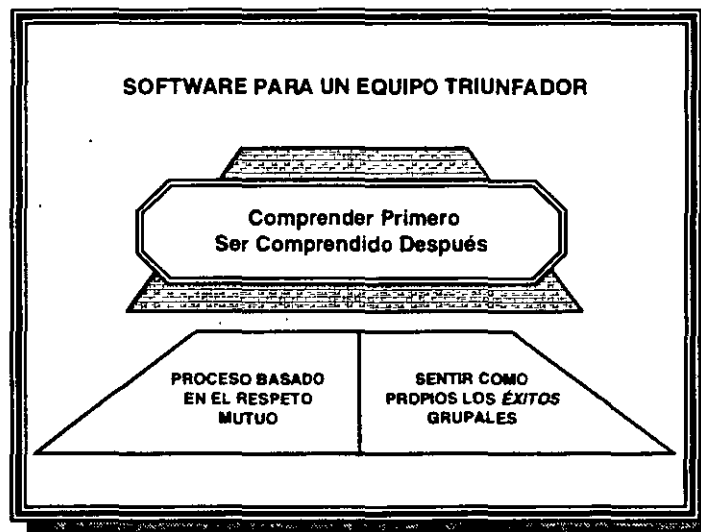 SOFTWARE PARA UN EQUIPO TRIUNFADOR
Comprender Primero
Ser Comprendido Después
PROCESO BASADO
EN EL RESPETO
MUTUO
SENTIR COMO
PROPIOS LOS ÉXITOS
GRUPALES